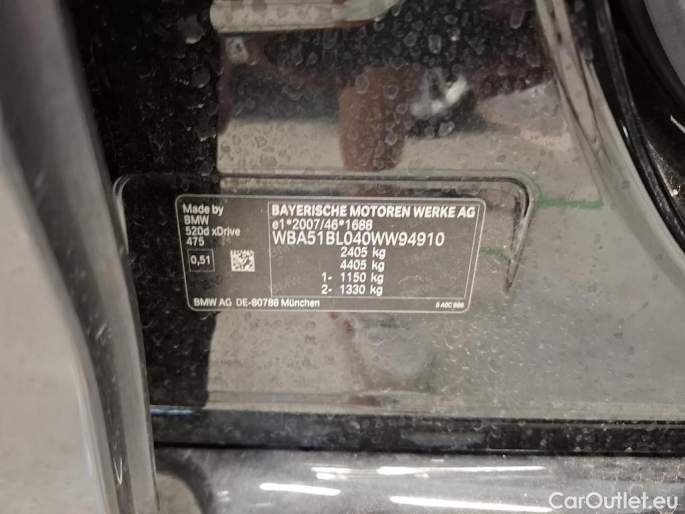 Made by
BMW
520d xDrive
475
0,51
BAYERISCHE MOTOREN WERKE AG
e1*2007/46*1688
WBA51BL040WW94910
2405 kg
4405 kg
1- 1150 kg
2- 1330 kg
BMW AG DE-80788 München
CarOutlet.eu